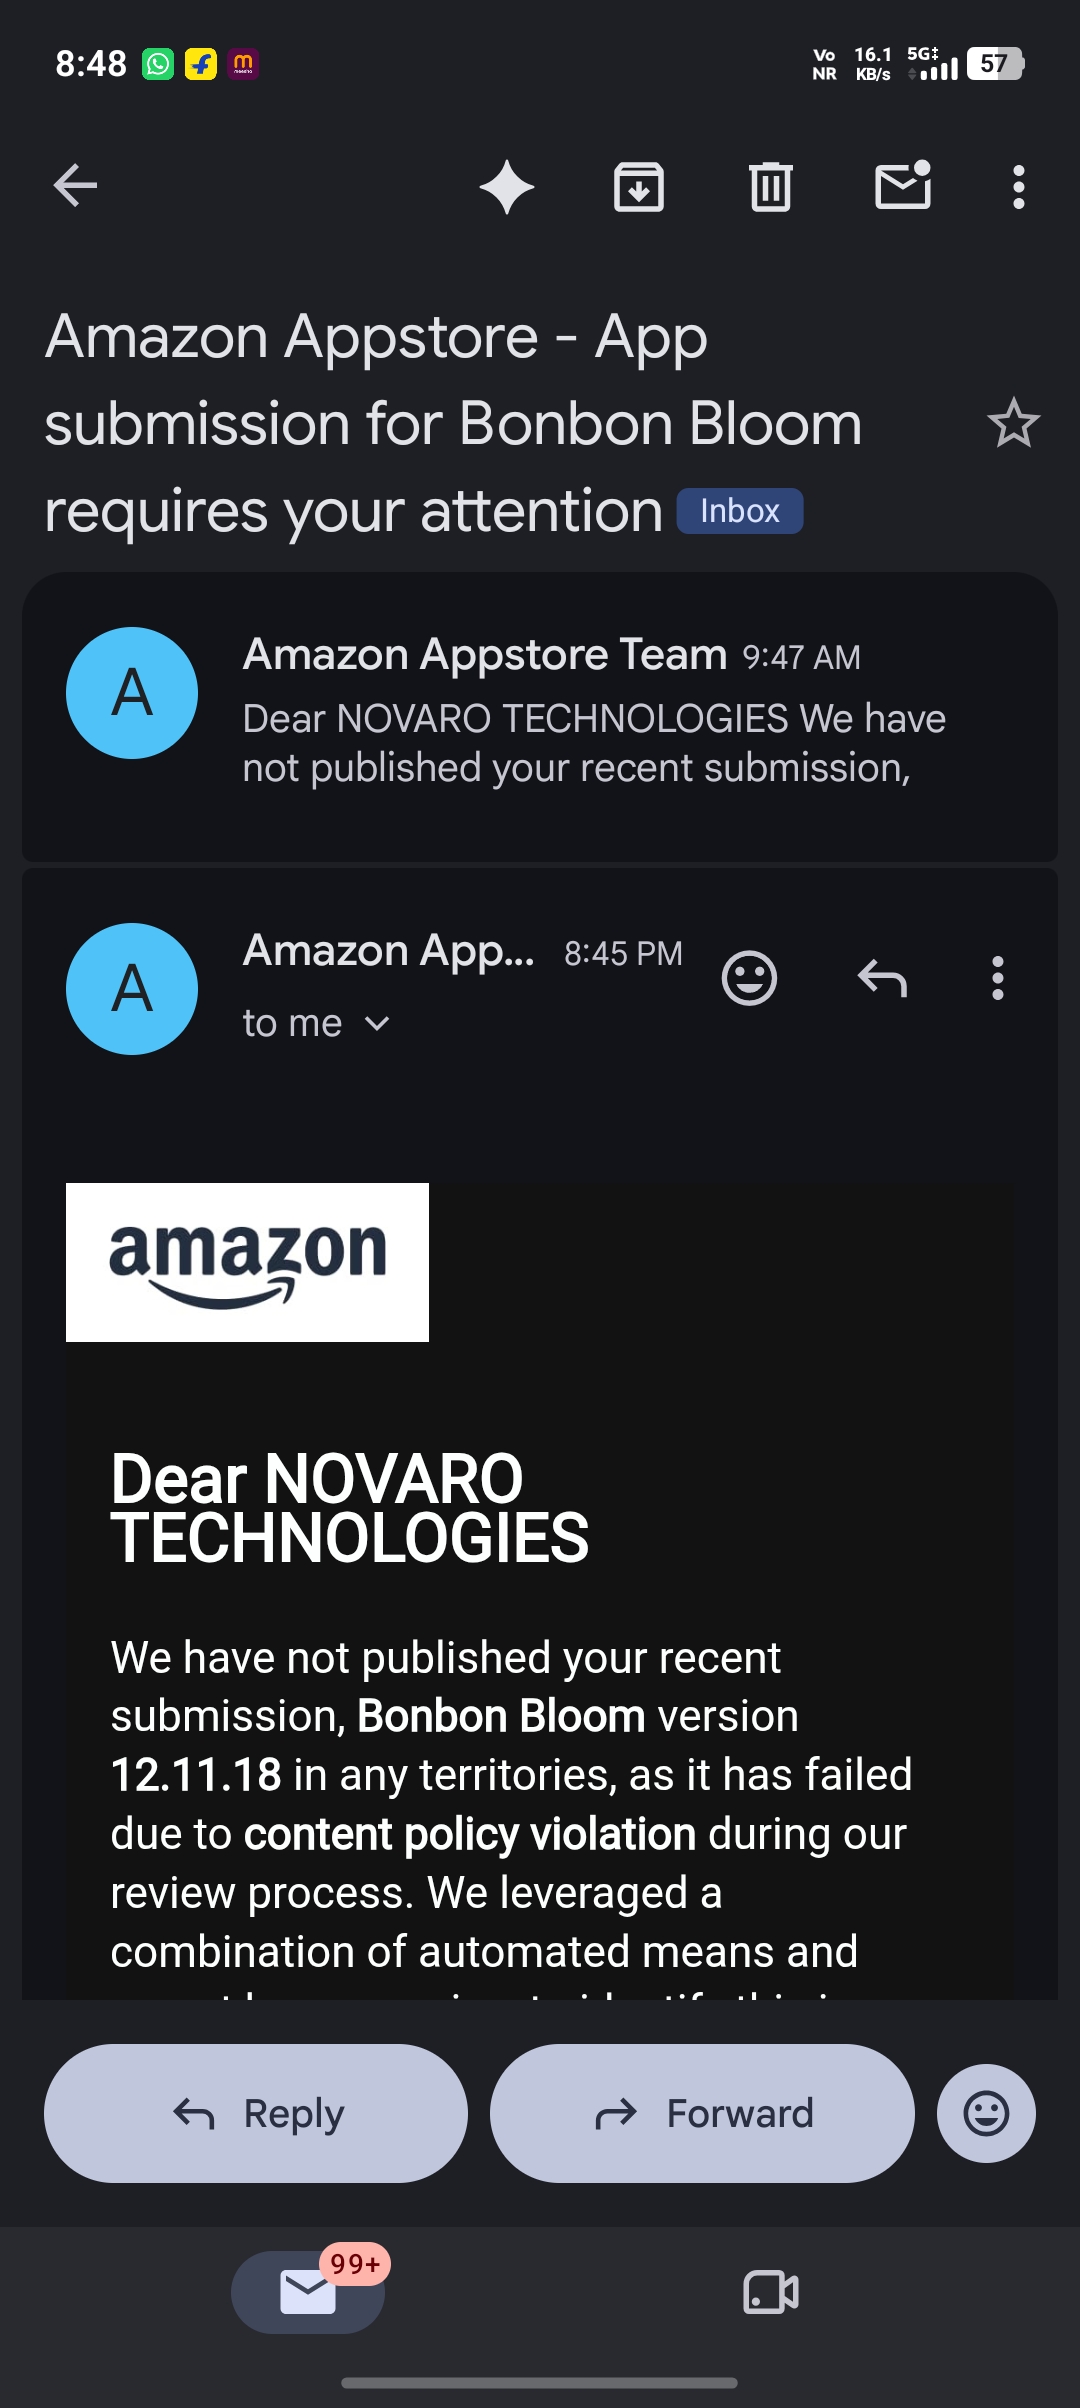 8:48
Vo
NR
16.1
KB/s
5G‡
57
Amazon Appstore - App
submission for Bonbon Bloom
requires your attention Inbox
A
Amazon Appstore Team 9:47 AM
Dear NOVARO TECHNOLOGIES We have
not published your recent submission,
A
Amazon App... 8:45 PM
to me
amazon
Dear NOVARO
TECHNOLOGIES
We have not published your recent
submission, Bonbon Bloom version
12.11.18 in any territories, as it has failed
due to content policy violation during our
review process. We leveraged a
combination of automated means and
Reply
Forward
99+